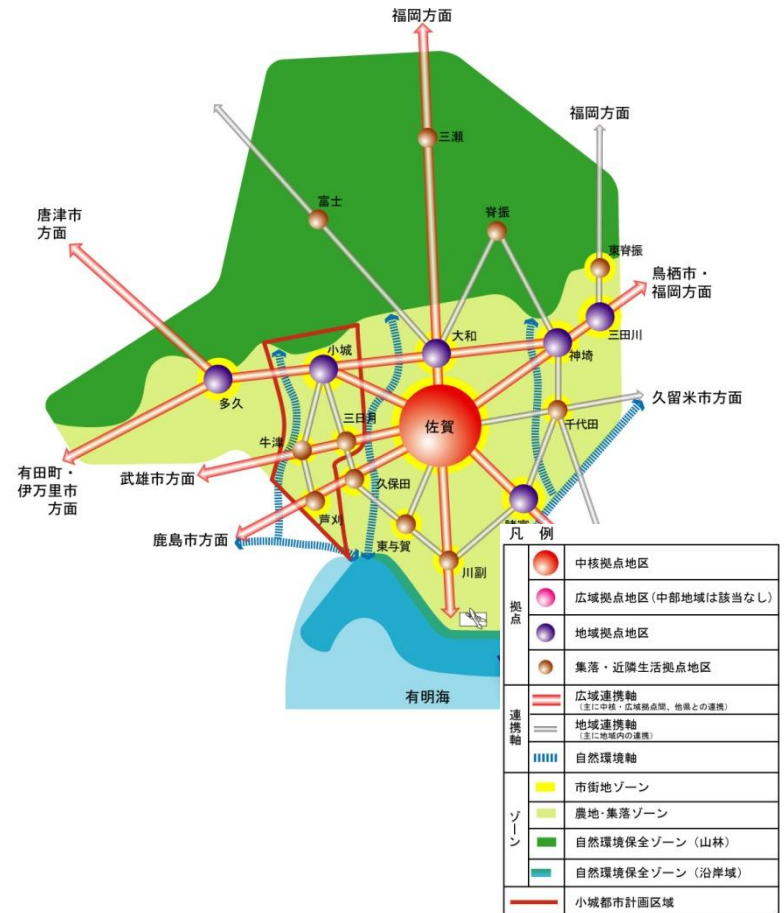 福岡方面
福岡方面
三瀬
富士
脊振
唐津市
方面
東脊振
鳥栖市・
福岡方面
大和
小城
神埼
三田川
多久
久留米市方面
三日月
佐賀
千代田
牛津
有田町・
伊万里市
方面
武雄市方面
久保田
芦刈
鹿島市方面
東与賀
川副
有明海
凡 例
拠点
中核拠点地区
広域拠点地区(中部地域は該当なし)
地域拠点地区
集落・近隣生活拠点地区
連携軸
広域連携軸
(主に中核・広域拠点間、他県との連携)
地域連携軸
(主に地域内の連携)
自然環境軸
ゾーン
市街地ゾーン
農地・集落ゾーン
自然環境保全ゾーン(山林)
自然環境保全ゾーン(沿岸域)
小城都市計画区域